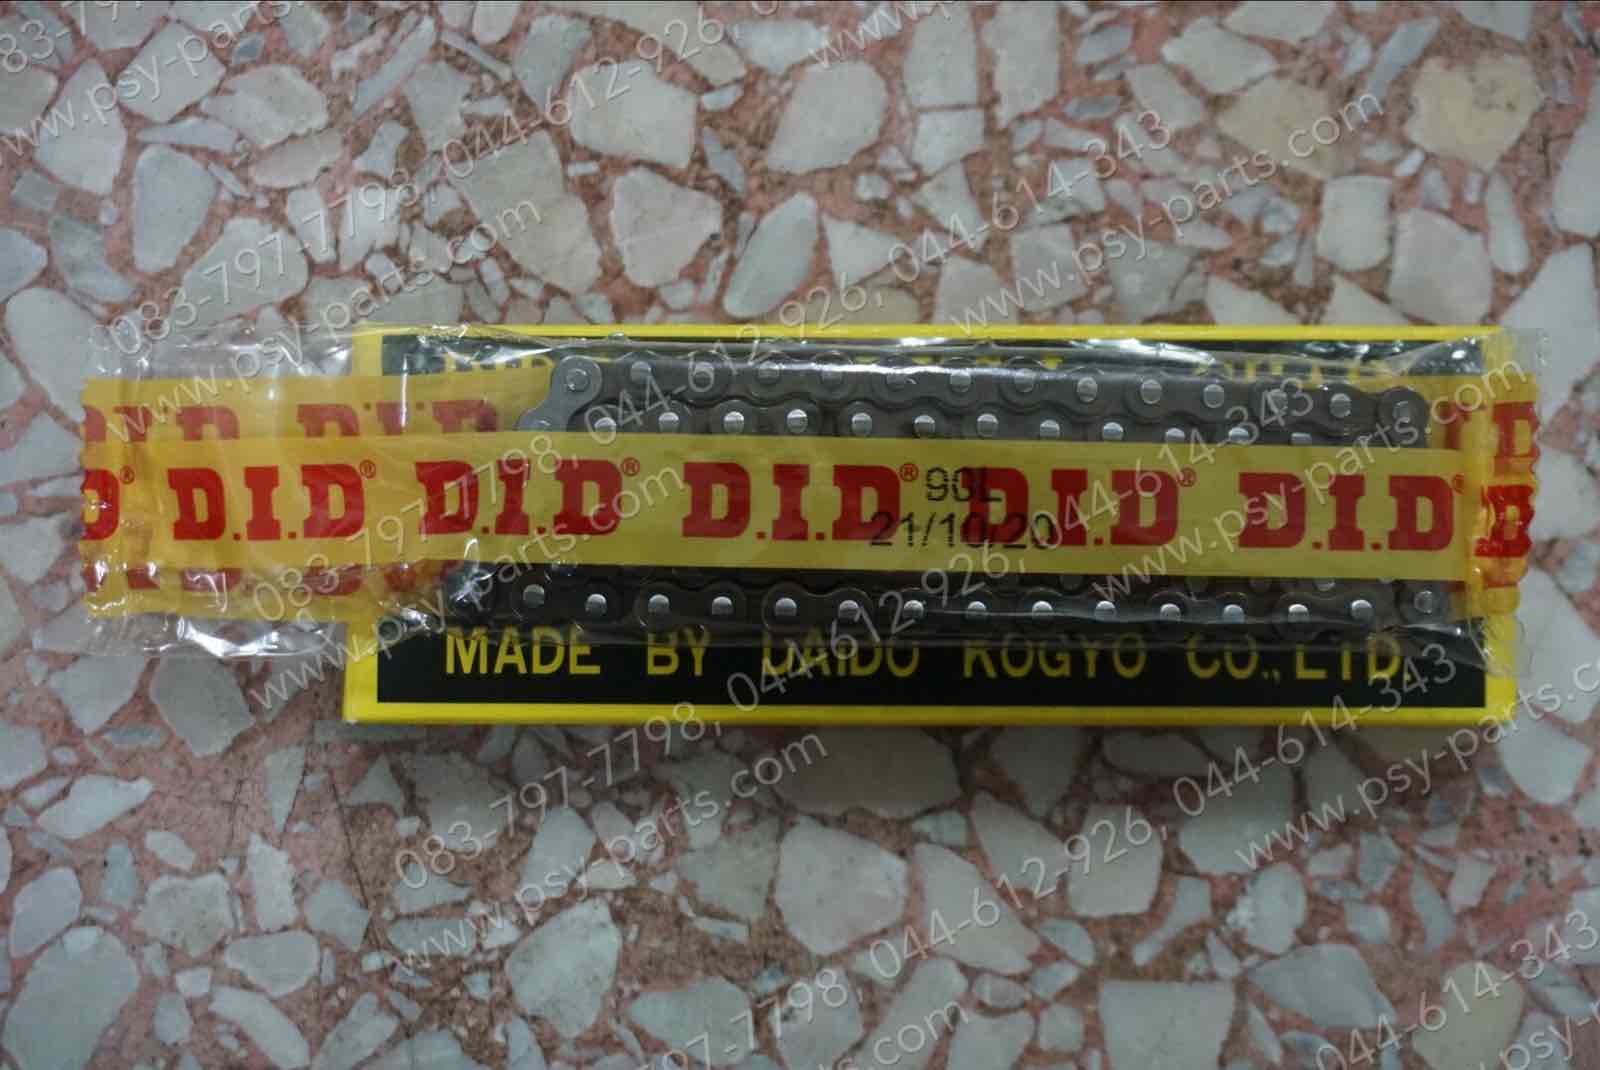 D.I.D D.I.D
D® D.I.D® D.I.D® D.I.D® D.I.D® D.I.D®
90L
21/10/20
MADE BY DAIDO KOGYO CO., LTD.
083-797-7798, 044-612-926, 044-614-343
www.psy-parts.com